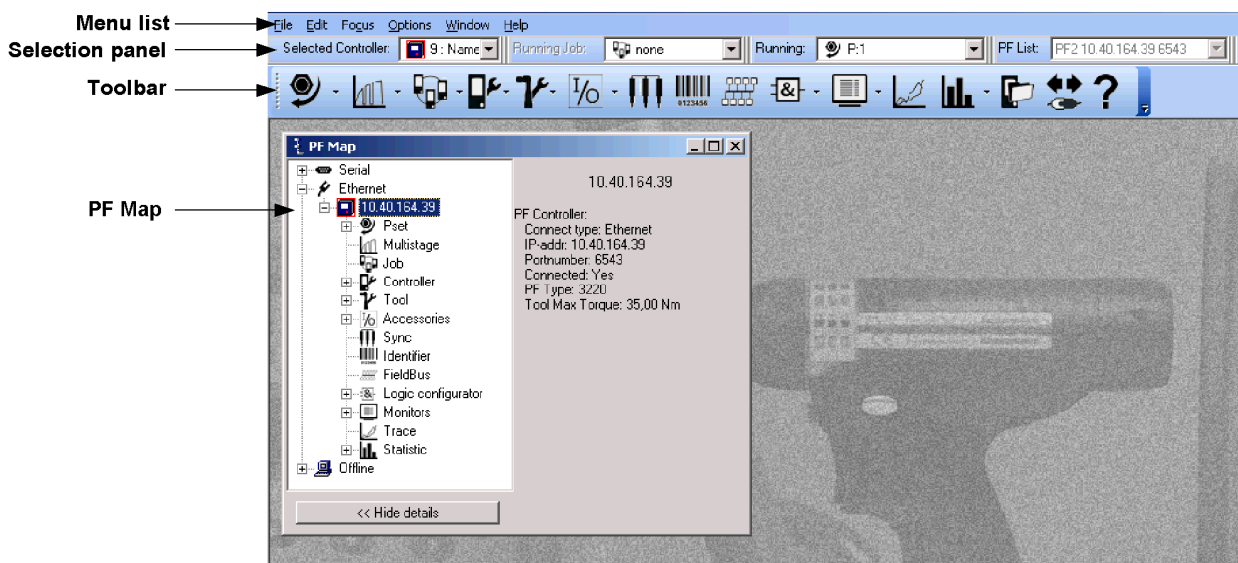 Menu list
File Edit Focus Options Window Help
Selection panel
Selected Controller: 9 : Name Running Job: none Running: P:1 PF List: PF2 10.40.164.39 6543
Toolbar
I/O 0123456 & ?
PF Map
PF Map
Serial
Ethernet
10.40.164.39
Pset
Multistage
Job
Controller
Tool
I/O Accessories
Sync
Identifier
FieldBus
& Logic configurator
Monitors
Trace
Statistic
Offline
<< Hide details
10.40.164.39
PF Controller:
Connect type: Ethernet
IP-addr: 10.40.164.39
Portnumber: 6543
Connected: Yes
PF Type: 3220
Tool Max Torque: 35,00 Nm